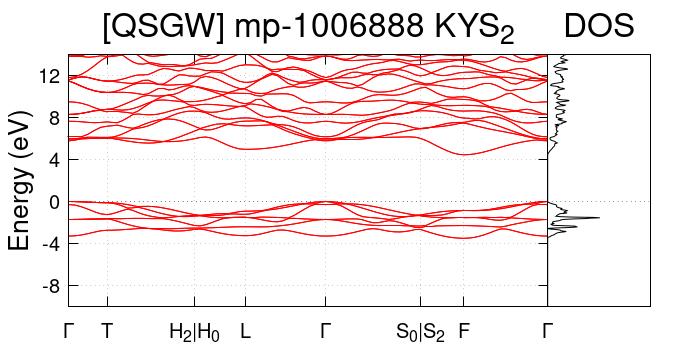 [QSGW] mp-1006888 KYS₂ DOS
Energy (eV)
12
8
4
0
-4
-8
Γ T H₂|H₀ L Γ S₀|S₂ F Γ